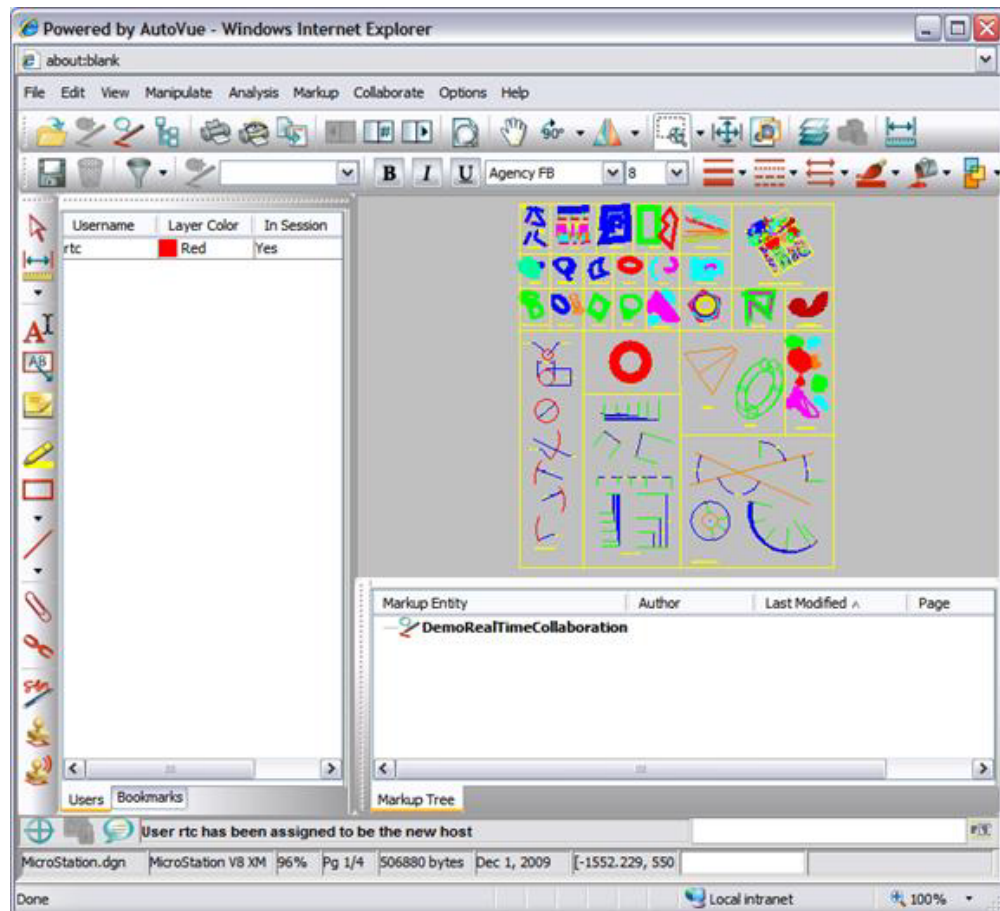 Powered by AutoVue - Windows Internet Explorer
about:blank
File Edit View Manipulate Analysis Markup Collaborate Options Help
90°
B I U Agency FB 8
Username Layer Color In Session
rtc Red Yes
Markup Entity Author Last Modified Page
DemoRealTimeCollaboration
Users Bookmarks
Markup Tree
User rtc has been assigned to be the new host
MicroStation.dgn MicroStation V8 XM 96% Pg 1/4 506880 bytes Dec 1, 2009 [-1552.229, 550
Done Local intranet 100%